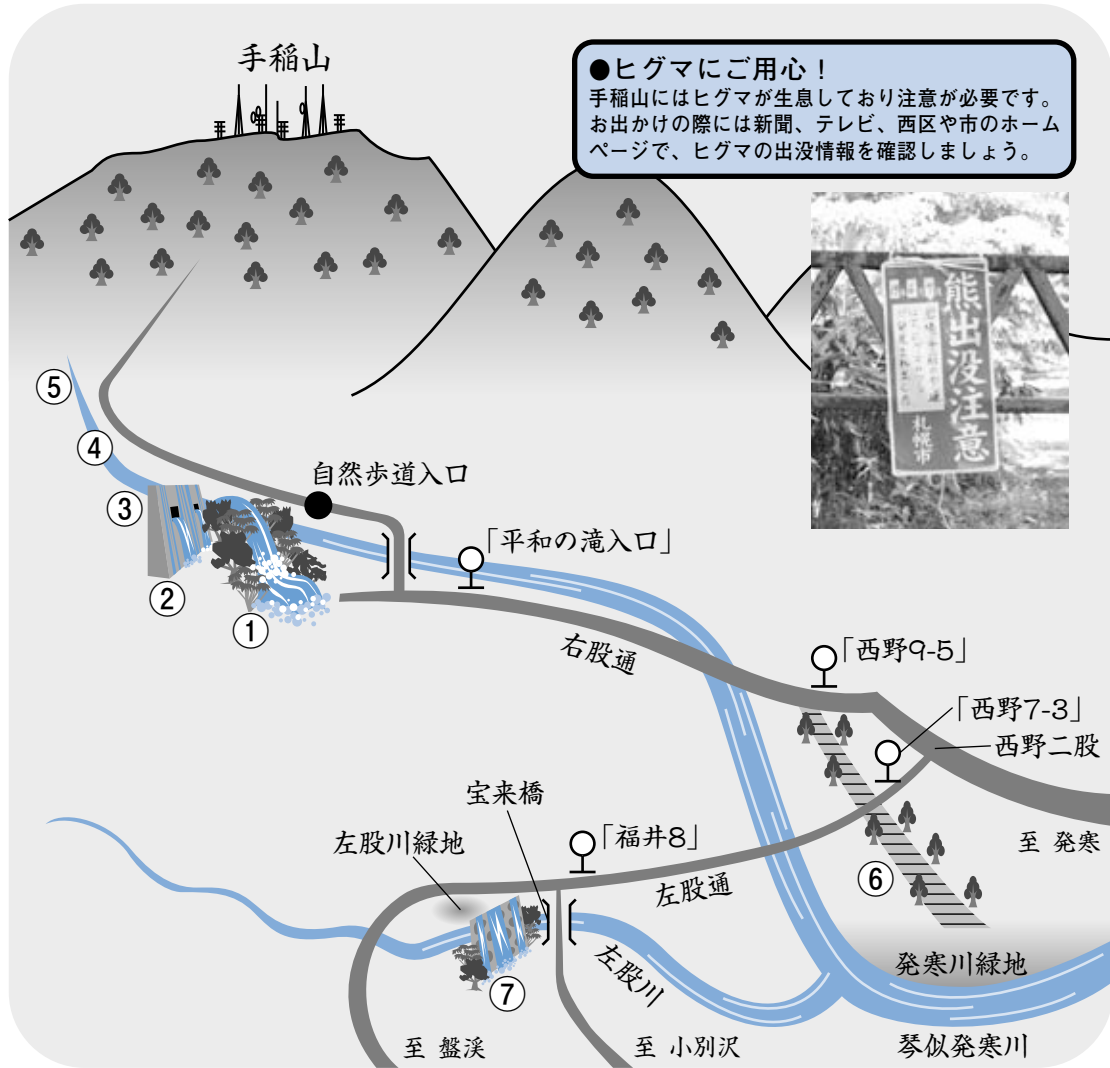 手稲山
●ヒグマにご用心！
手稲山にはヒグマが生息しており注意が必要です。
お出かけの際には新聞、テレビ、西区や市のホーム
ページで、ヒグマの出没情報を確認しましょう。
熊出没注意
札幌市
⑤
④
③
②
①
自然歩道入口
「平和の滝入口」
右股通
「西野9-5」
「西野7-3」
西野二股
宝来橋
左股川緑地
「福井8」
左股通
至 発寒
⑥
⑦
左股川
発寒川緑地
至 盤渓
至 小別沢
琴似発寒川